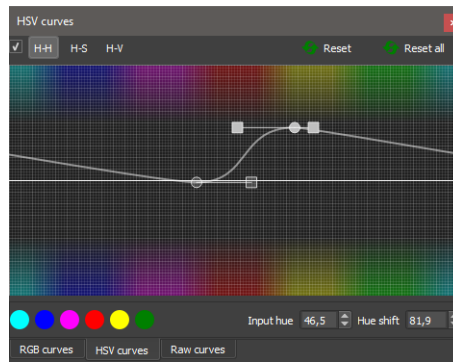 HSV curves
H-H H-S H-V Reset Reset all
Input hue 46,5 Hue shift 81,9
RGB curves HSV curves Raw curves